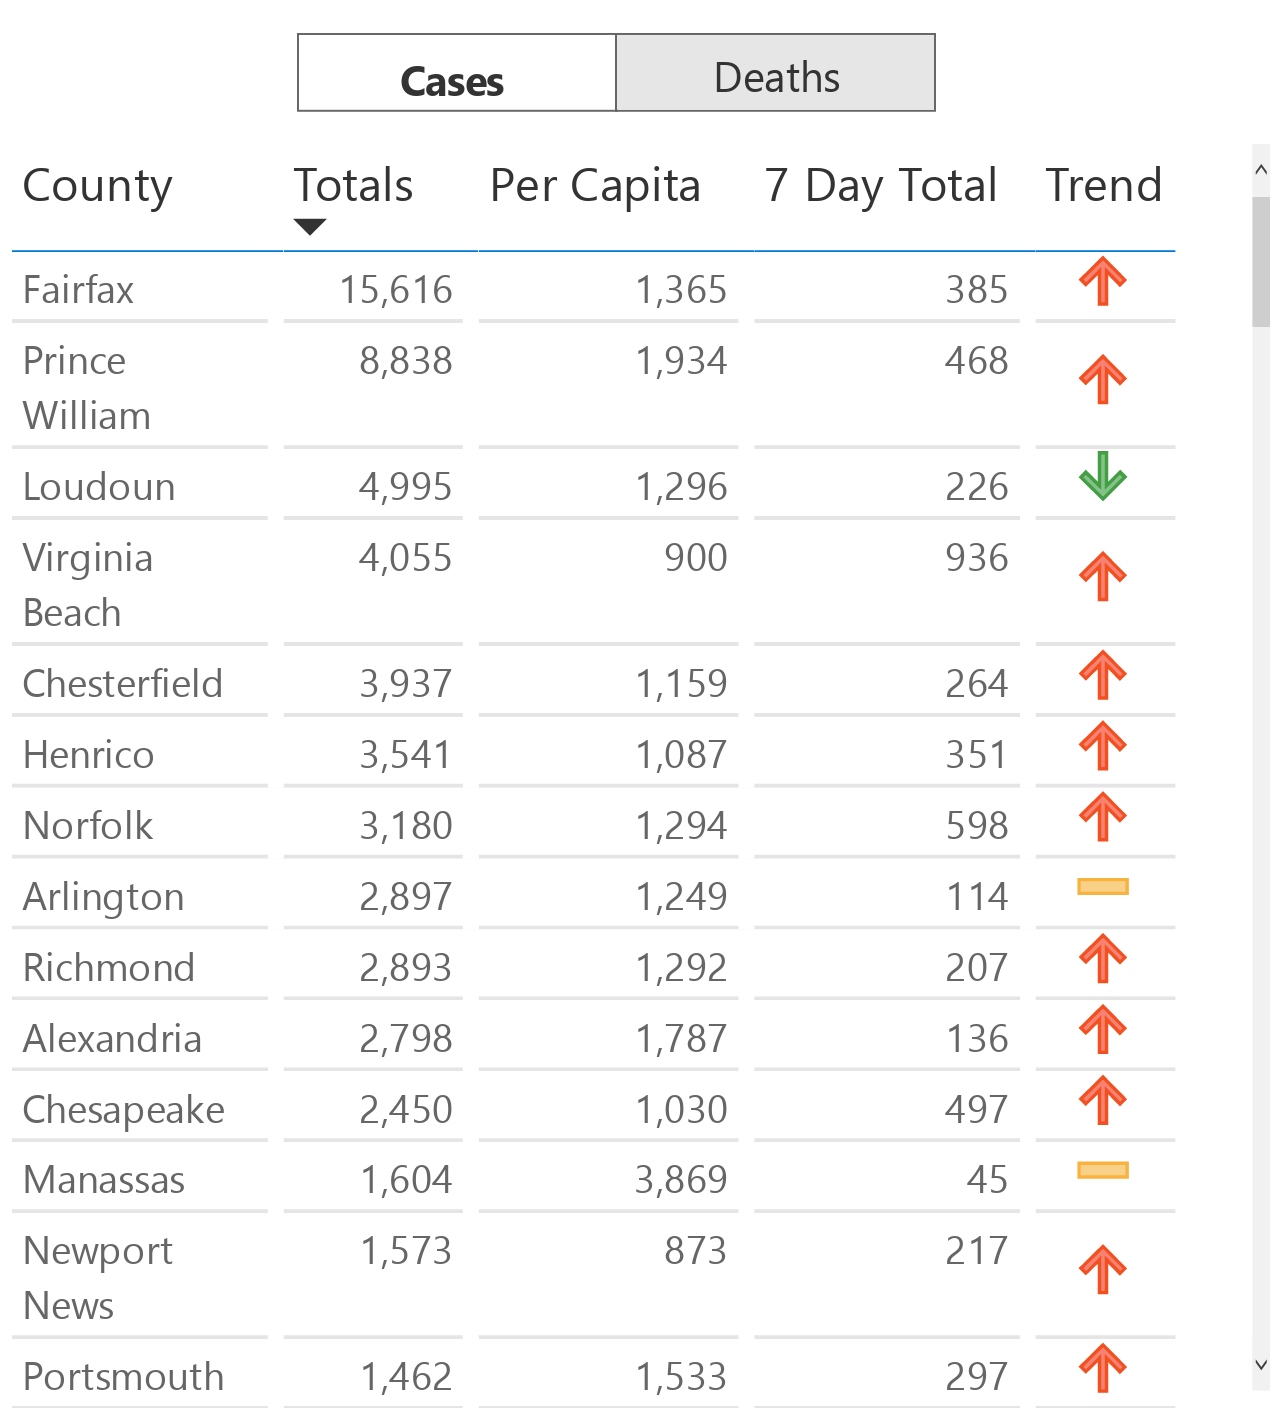 Cases Deaths
County Totals Per Capita 7 Day Total Trend
Fairfax 15,616 1,365 385
Prince 8,838 1,934 468
William
Loudoun 4,995 1,296 226
Virginia 4,055 900 936
Beach
Chesterfield 3,937 1,159 264
Henrico 3,541 1,087 351
Norfolk 3,180 1,294 598
Arlington 2,897 1,249 114
Richmond 2,893 1,292 207
Alexandria 2,798 1,787 136
Chesapeake 2,450 1,030 497
Manassas 1,604 3,869 45
Newport 1,573 873 217
News
Portsmouth 1,462 1,533 297